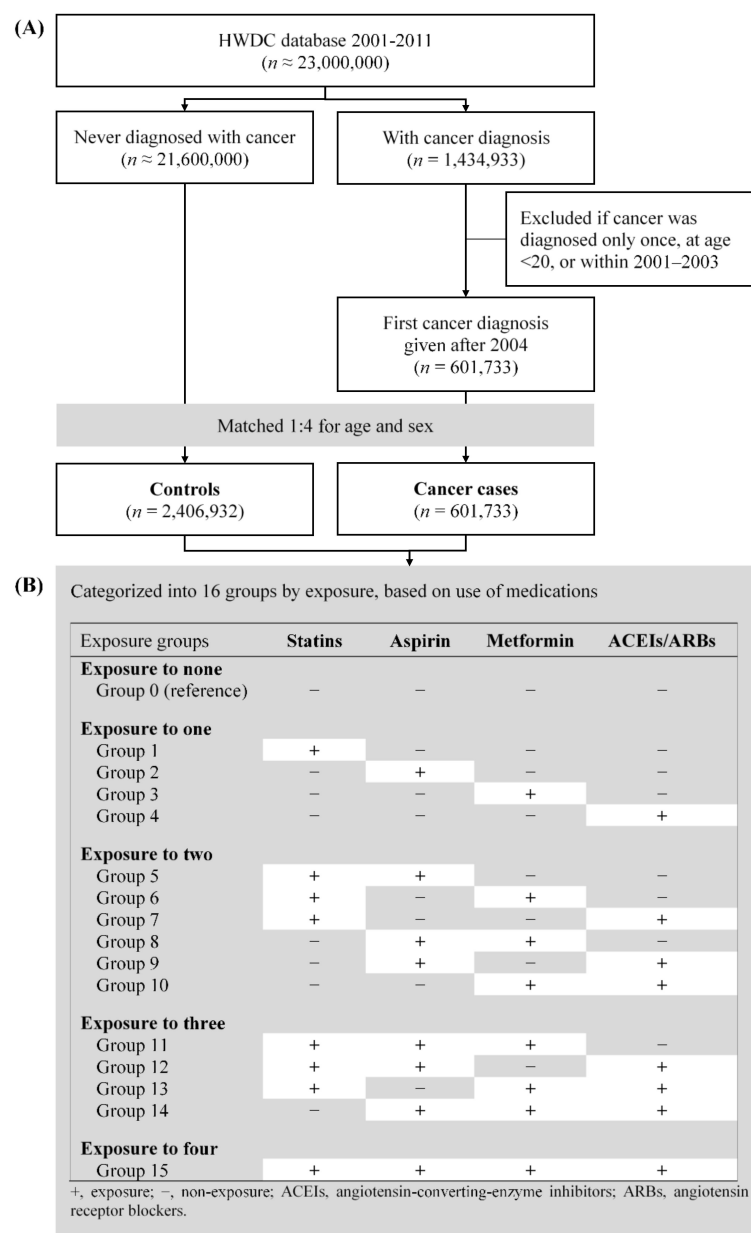 (A)
HWDC database 2001-2011
(n ≈ 23,000,000)
Never diagnosed with cancer
(n ≈ 21,600,000)
With cancer diagnosis
(n = 1,434,933)
Excluded if cancer was
diagnosed only once, at age
<20, or within 2001–2003
First cancer diagnosis
given after 2004
(n = 601,733)
Matched 1:4 for age and sex
Controls
(n = 2,406,932)
Cancer cases
(n = 601,733)
(B)
Categorized into 16 groups by exposure, based on use of medications
Exposure groups Statins Aspirin Metformin ACEIs/ARBs
Exposure to none
Group 0 (reference) – – – –
Exposure to one
Group 1 + – – –
Group 2 – + – –
Group 3 – – + –
Group 4 – – – +
Exposure to two
Group 5 + + – –
Group 6 + – + –
Group 7 + – – +
Group 8 – + + –
Group 9 – + – +
Group 10 – – + +
Exposure to three
Group 11 + + + –
Group 12 + + – +
Group 13 + – + +
Group 14 – + + +
Exposure to four
Group 15 + + + +
+, exposure; –, non-exposure; ACEIs, angiotensin-converting-enzyme inhibitors; ARBs, angiotensin
receptor blockers.